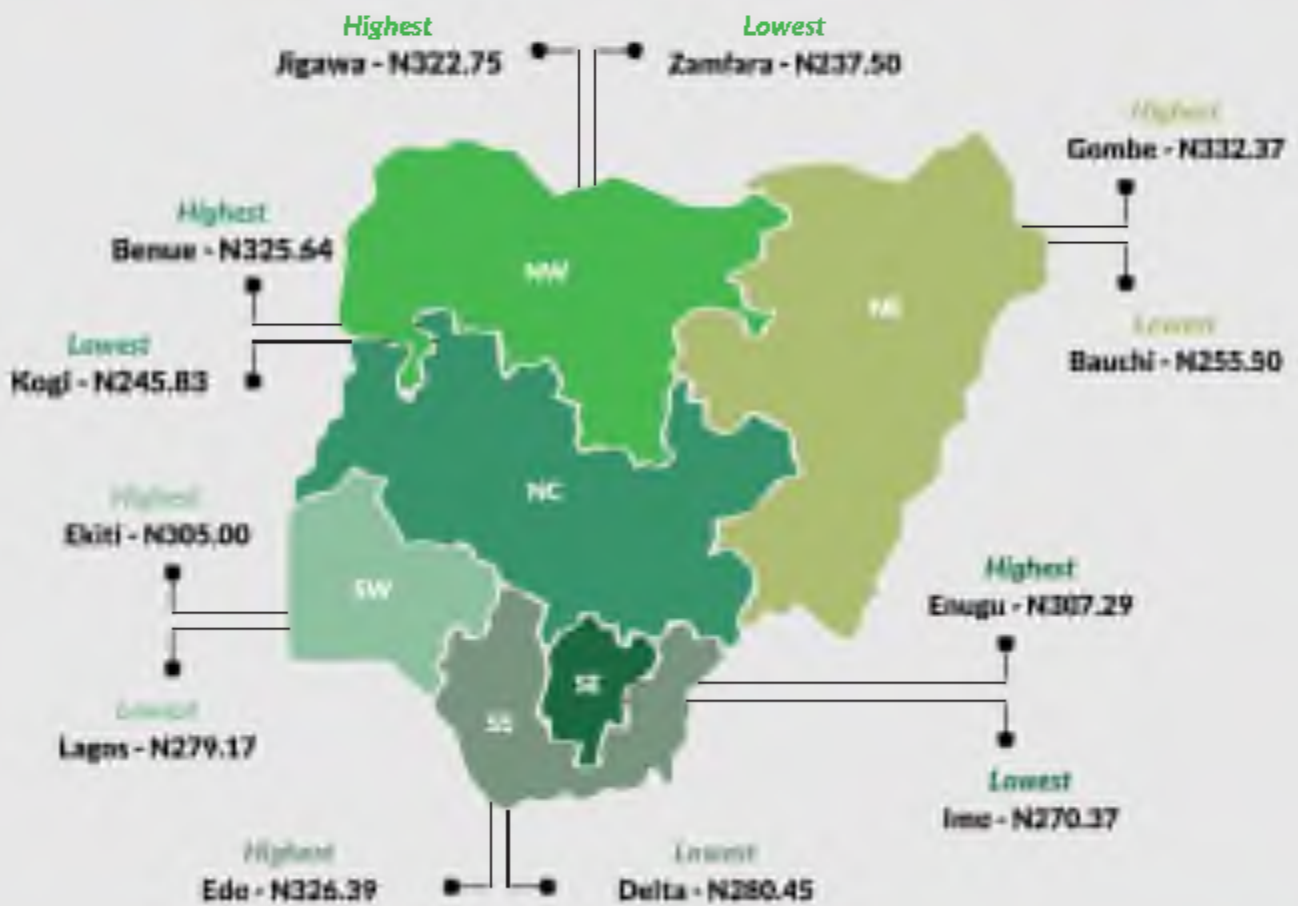 Highest
Jigawa - N322.75
Lowest
Zamfara - N237.50
Highest
Gombe - N332.37
Highest
Benue - N325.64
NW
NE
Lowest
Bauchi - N255.50
Lowest
Kogi - N245.83
NC
Highest
Ekiti - N305.00
SW
Highest
Enugu - N307.29
SE
SS
Lowest
Lagos - N279.17
Lowest
Imo - N270.37
Highest
Edo - N326.39
Lowest
Delta - N280.45